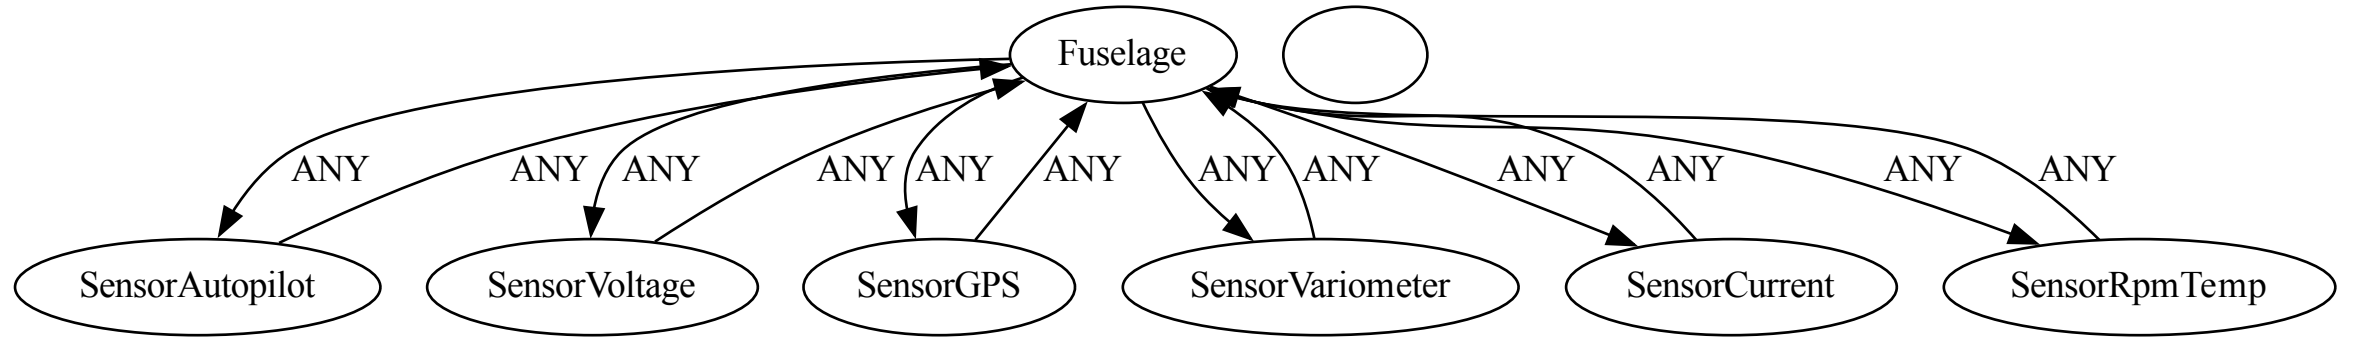 Fuselage
ANY ANY ANY ANY ANY ANY ANY ANY ANY ANY ANY ANY
SensorAutopilot SensorVoltage SensorGPS SensorVariometer SensorCurrent SensorRpmTemp